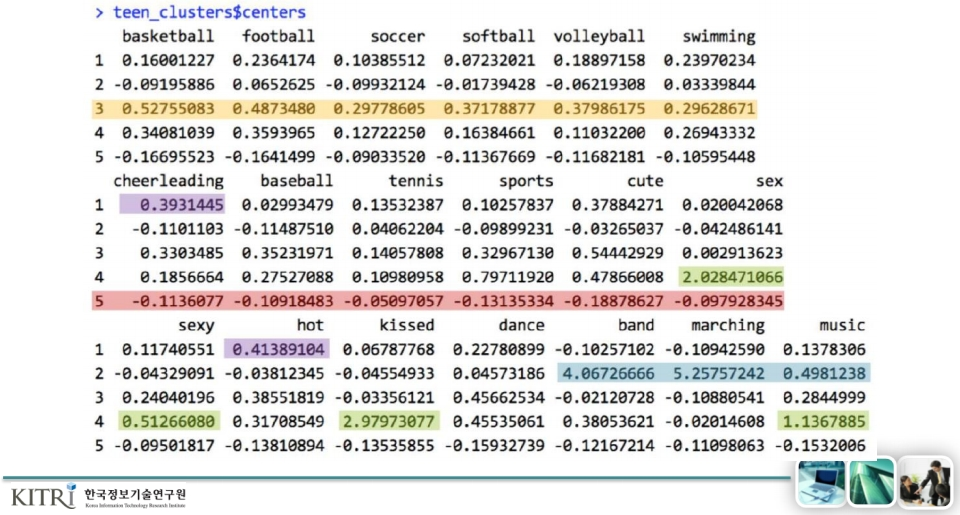 > teen_clusters$centers
basketball football soccer softball volleyball swimming
1 0.16001227 0.2364174 0.10385512 0.07232021 0.18897158 0.23970234
2 -0.09195886 0.0652625 -0.09932124 -0.01739428 -0.06219308 0.03339844
3 0.52755083 0.4873480 0.29778605 0.37178877 0.37986175 0.29628671
4 0.34081039 0.3593965 0.12722250 0.16384661 0.11032200 0.26943332
5 -0.16695523 -0.1641499 -0.09033520 -0.11367669 -0.11682181 -0.10595448
cheerleading baseball tennis sports cute sex
1 0.3931445 0.02993479 0.13532387 0.10257837 0.37884271 0.020042068
2 -0.1101103 -0.11487510 0.04062204 -0.09899231 -0.03265037 -0.042486141
3 0.3303485 0.35231971 0.14057808 0.32967130 0.54442929 0.002913623
4 0.1856664 0.27527088 0.10980958 0.79711920 0.47866008 2.028471066
5 -0.1136077 -0.10918483 -0.05097057 -0.13135334 -0.18878627 -0.097928345
sexy hot kissed dance band marching music
1 0.11740551 0.41389104 0.06787768 0.22780899 -0.10257102 -0.10942590 0.1378306
2 -0.04329091 -0.03812345 -0.04554933 0.04573186 4.06726666 5.25757242 0.4981238
3 0.24040196 0.38551819 -0.03356121 0.45662534 -0.02120728 -0.10880541 0.2844999
4 0.51266080 0.31708549 2.97973077 0.45535061 0.38053621 -0.02014608 1.1367885
5 -0.09501817 -0.13810894 -0.13535855 -0.15932739 -0.12167214 -0.11098063 -0.1532006
KITRI 한국정보기술연구원
Korea Information Technology Research Institute